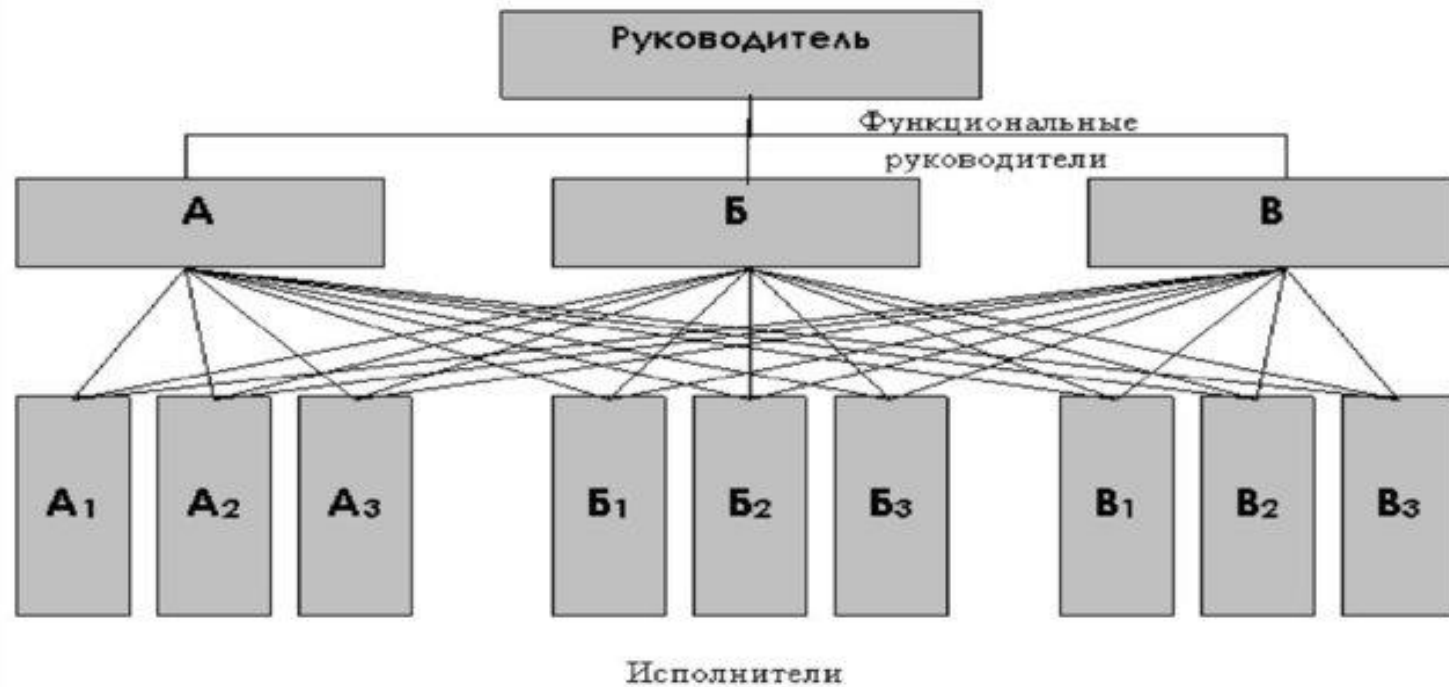 Руководитель
Функциональные
руководители
А
Б
В
А1
А2
А3
Б1
Б2
Б3
В1
В2
В3
Исполнители